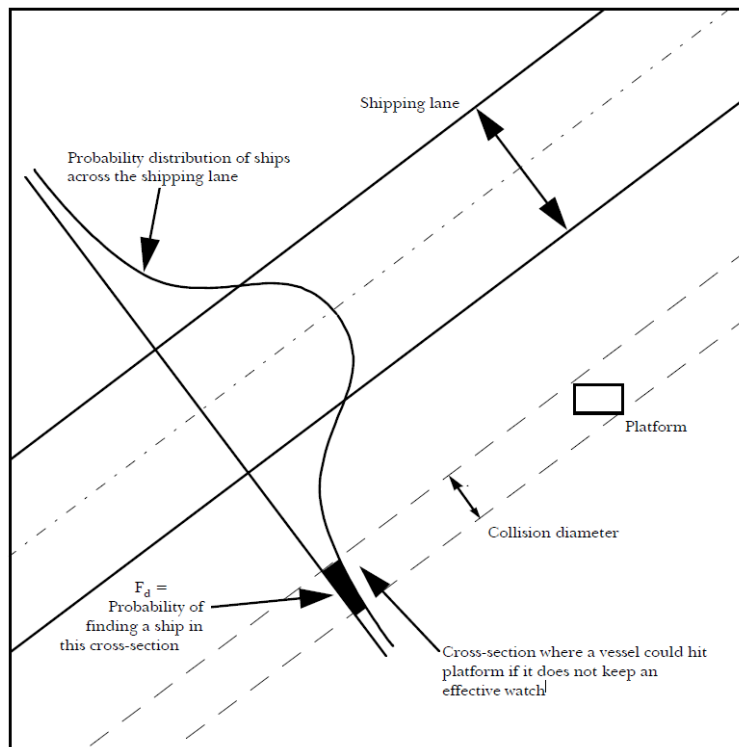 Shipping lane
Probability distribution of ships
across the shipping lane
Platform
Collision diameter
F_d =
Probability of
finding a ship in
this cross-section
Cross-section where a vessel could hit
platform if it does not keep an
effective watch